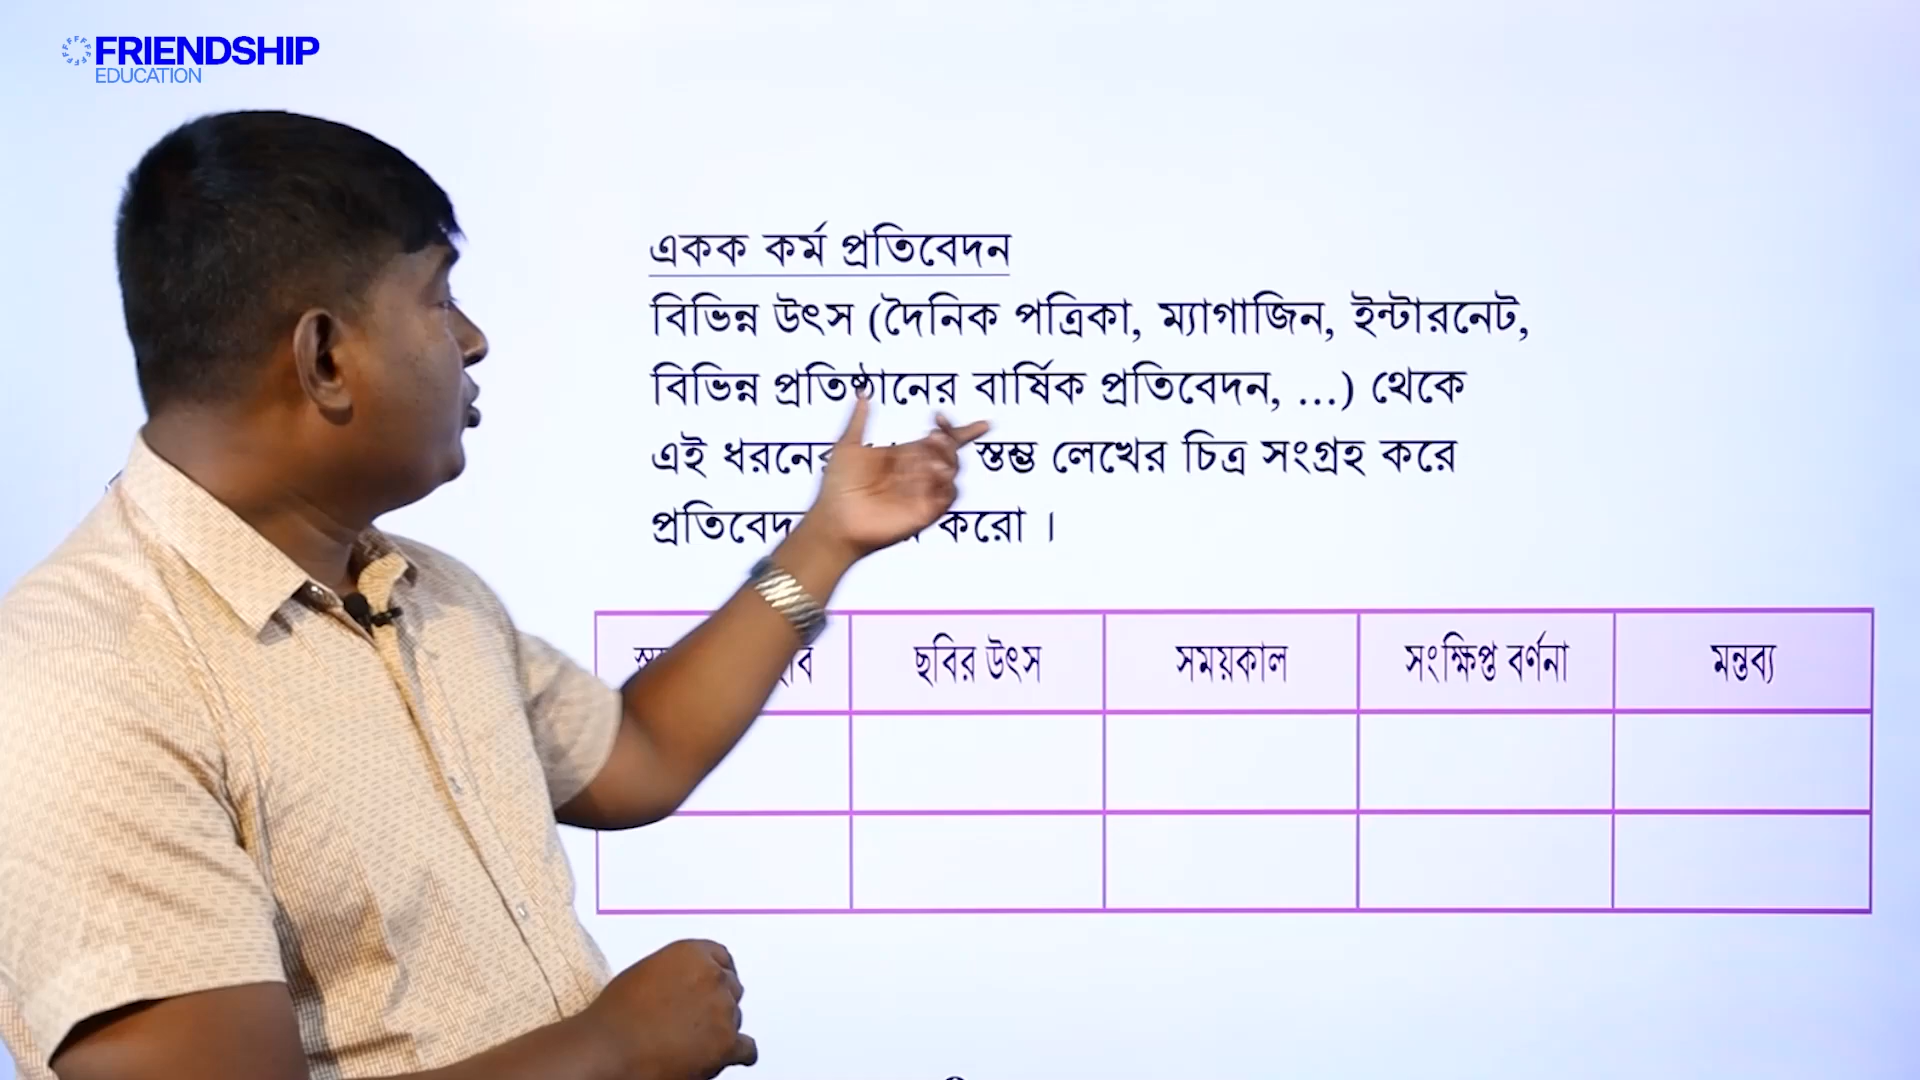 FRIENDSHIP
EDUCATION
একক কর্ম প্রতিবেদন
বিভিন্ন উৎস (দৈনিক পত্রিকা, ম্যাগাজিন, ইন্টারনেট,
বিভিন্ন প্রতিষ্ঠানের বার্ষিক প্রতিবেদন, ...) থেকে
এই ধরনের স্তম্ভ লেখের চিত্র সংগ্রহ করে
করো ।
ছবির উৎস
সময়কাল
সংক্ষিপ্ত বর্ণনা
মন্তব্য